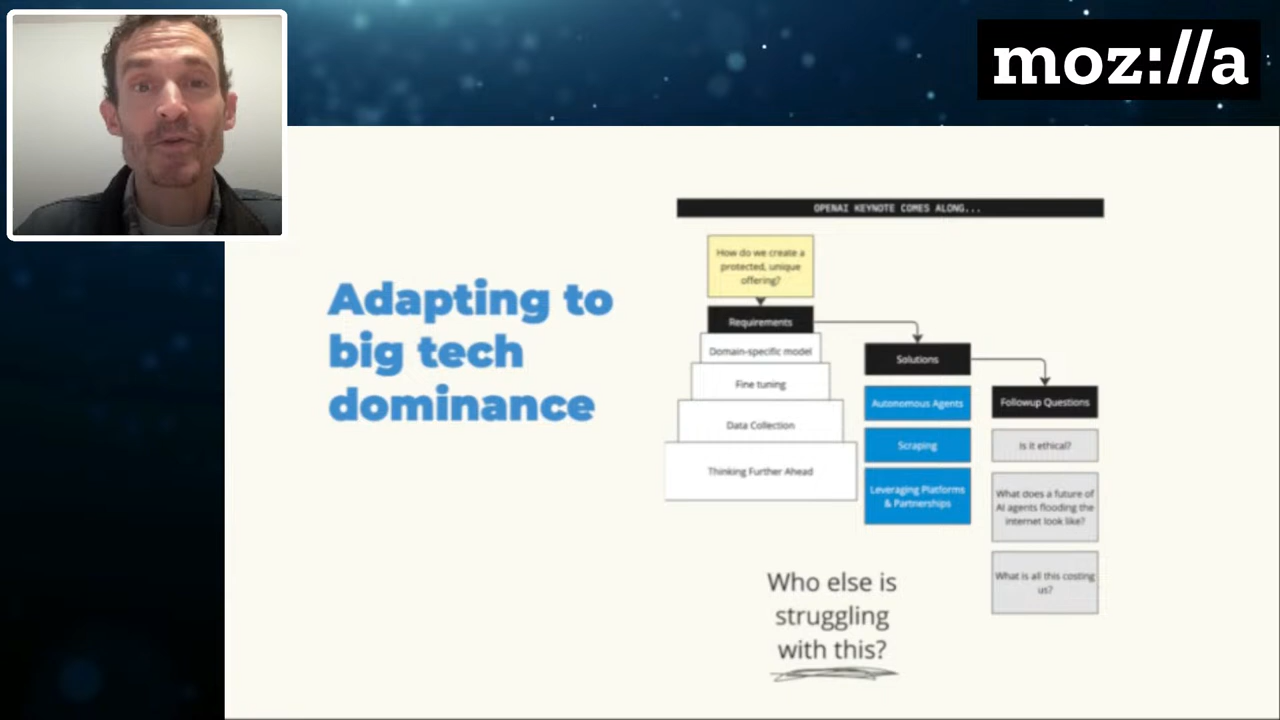 moz://a
OPENAI KEYNOTE COMES ALONG...
Adapting to
big tech
dominance
How do we create a
protected, unique
offering?
Requirements
Domain-specific model
Fine tuning
Data Collection
Thinking Further Ahead
Solutions
Autonomous Agents
Scraping
Leveraging Platforms
& Partnerships
Followup Questions
Is it ethical?
What does a future of
AI agents flooding the
internet look like?
What is all this costing
us?
Who else is
struggling
with this?